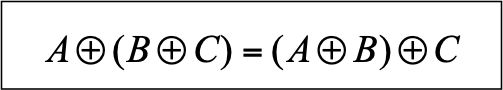 A ⊕ (B ⊕ C) = (A ⊕ B) ⊕ C